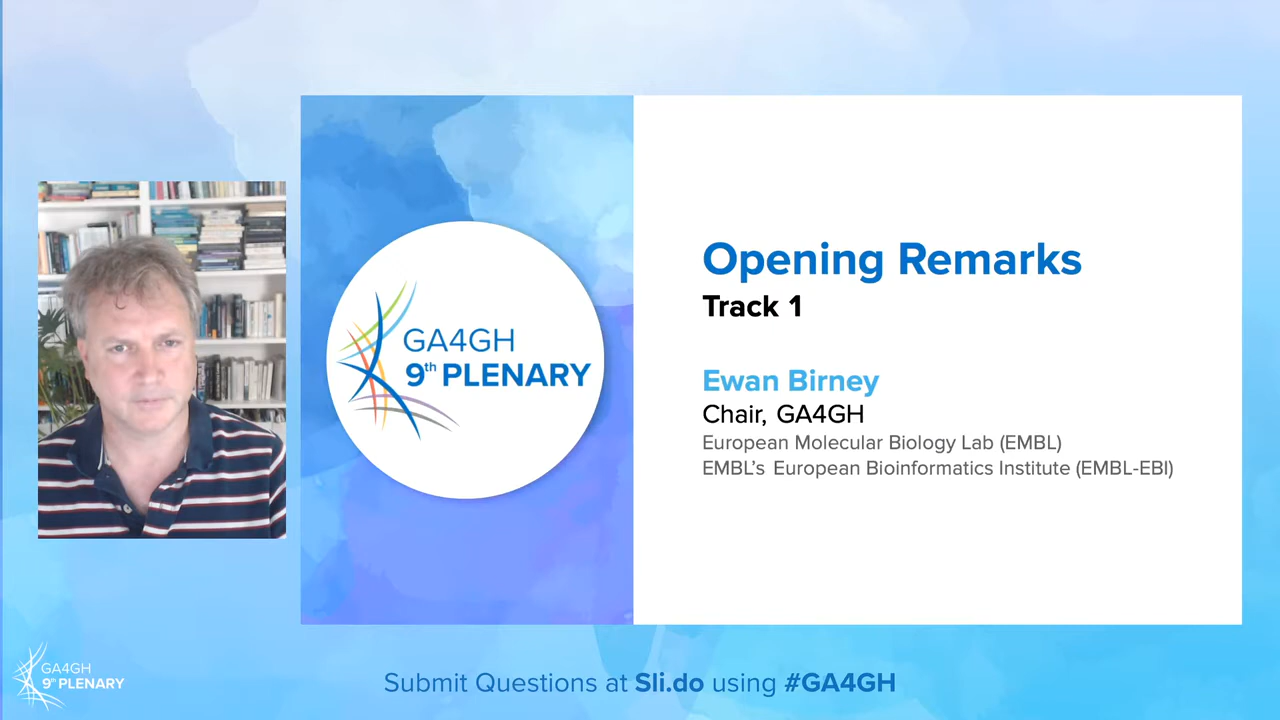 GA4GH
9th PLENARY
Opening Remarks
Track 1
Ewan Birney
Chair, GA4GH
European Molecular Biology Lab (EMBL)
EMBL's European Bioinformatics Institute (EMBL-EBI)
GA4GH
9th PLENARY
Submit Questions at Sli.do using #GA4GH